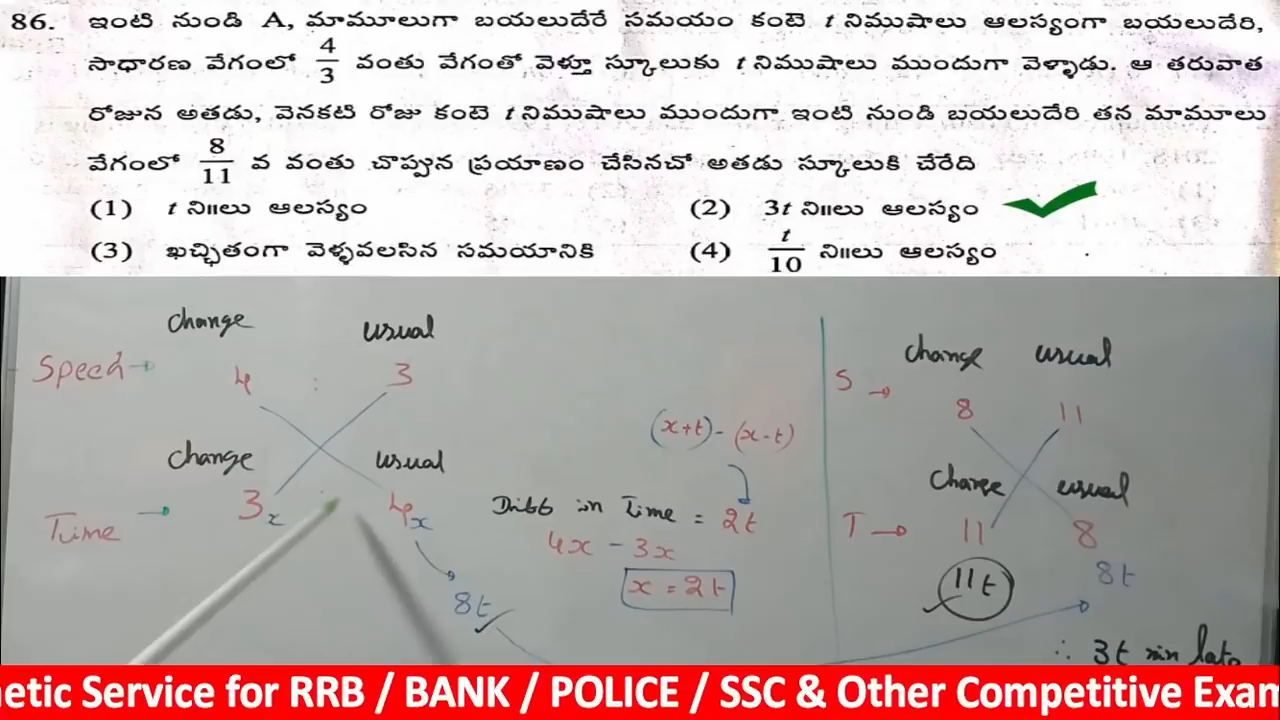 86. ఇంటి నుండి A, మామూలుగా బయలుదేరే సమయం కంటె t నిముషాలు ఆలస్యంగా బయలుదేరి,
సాధారణ వేగంలో 4/3 వంతు వేగంతో వెళ్తూ స్కూలుకు t నిముషాలు ముందుగా వెళ్ళాడు. ఆ తరువాత
రోజున అతడు, వెనకటి రోజు కంటె t నిముషాలు ముందుగా ఇంటి నుండి బయలుదేరి తన మామూలు
వేగంలో 8/11 వ వంతు చొప్పున ప్రయాణం చేసినచో అతడు స్కూలుకి చేరేది
(1) t ని॥లు ఆలస్యం (2) 3t ని॥లు ఆలస్యం
(3) ఖచ్చితంగా వెళ్ళవలసిన సమయానికి (4) t/10 ని॥లు ఆలస్యం
change usual
Speed → 4 : 3
change usual
Time → 3x 4x
8t
(x+t) - (x-t)
Diff in Time = 2t
4x - 3x
x = 2t
change usual
S → 8 11
Change usual
T → 11 8
11t 8t
∴ 3t min late
netic Service for RRB / BANK / POLICE / SSC & Other Competitive Exam